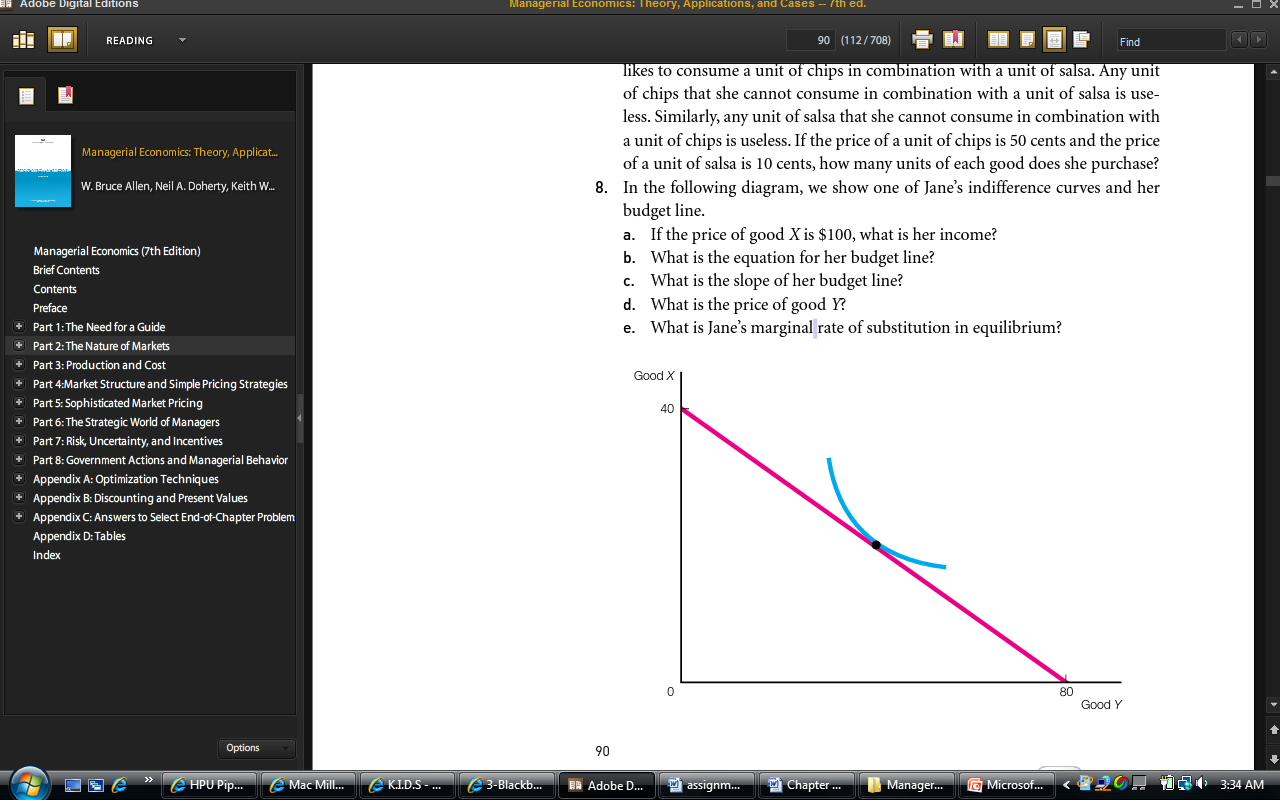 Adobe Digital Editions
Managerial Economics: Theory, Applications, and Cases -- 7th ed.
READING
90 (112 / 708)
Find
Managerial Economics: Theory, Applicat...
W. Bruce Allen, Neil A. Doherty, Keith W...
Managerial Economics (7th Edition)
Brief Contents
Contents
Preface
Part 1: The Need for a Guide
Part 2: The Nature of Markets
Part 3: Production and Cost
Part 4:Market Structure and Simple Pricing Strategies
Part 5: Sophisticated Market Pricing
Part 6: The Strategic World of Managers
Part 7: Risk, Uncertainty, and Incentives
Part 8: Government Actions and Managerial Behavior
Appendix A: Optimization Techniques
Appendix B: Discounting and Present Values
Appendix C: Answers to Select End-of-Chapter Problem
Appendix D: Tables
Index
Options
likes to consume a unit of chips in combination with a unit of salsa. Any unit
of chips that she cannot consume in combination with a unit of salsa is use-
less. Similarly, any unit of salsa that she cannot consume in combination with
a unit of chips is useless. If the price of a unit of chips is 50 cents and the price
of a unit of salsa is 10 cents, how many units of each good does she purchase?
8. In the following diagram, we show one of Jane's indifference curves and her
budget line.
a. If the price of good X is $100, what is her income?
b. What is the equation for her budget line?
c. What is the slope of her budget line?
d. What is the price of good Y?
e. What is Jane's marginal rate of substitution in equilibrium?
Good X
40
0
80
Good Y
90
HPU Pip...
Mac Mill...
K.I.D.S - ...
3-Blackb...
Adobe D...
assignm...
Chapter ...
Manager...
Microsof...
3:34 AM